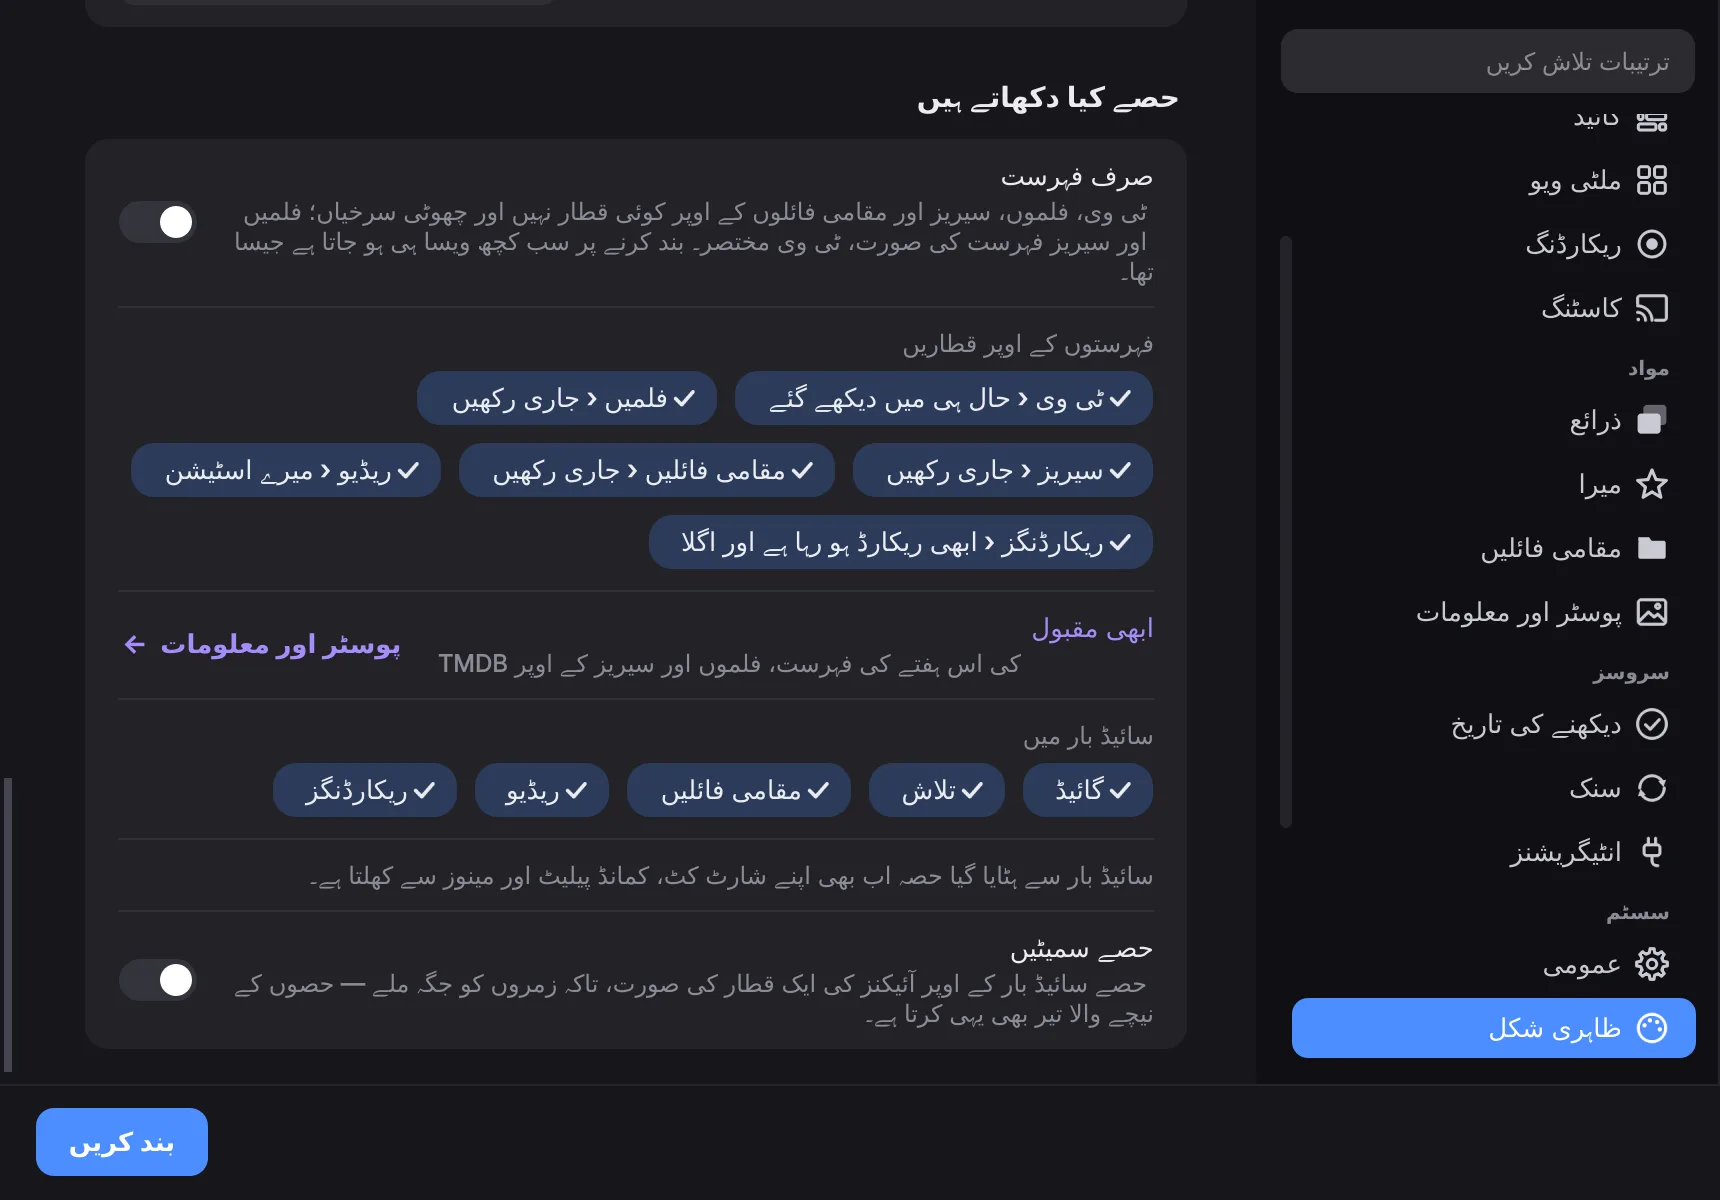 ترتیبات تلاش کریں
گائیڈ
ملٹی ویو
ریکارڈنگ
کاسٹنگ
مواد
ذرائع
میرا
مقامی فائلیں
پوسٹر اور معلومات
سروسز
دیکھنے کی تاریخ
سنک
انٹیگریشنز
سسٹم
عمومی
ظاہری شکل
حصے کیا دکھاتے ہیں
صرف فہرست
ٹی وی، فلموں، سیریز اور مقامی فائلوں کے اوپر کوئی قطار نہیں اور چھوٹی سرخیاں؛ فلمیں
اور سیریز فہرست کی صورت، ٹی وی مختصر۔ بند کرنے پر سب کچھ ویسا ہی ہو جاتا ہے جیسا
تھا۔
فہرستوں کے اوپر قطاریں
ٹی وی › حال ہی میں دیکھے گئے
فلمیں › جاری رکھیں
سیریز › جاری رکھیں
مقامی فائلیں › جاری رکھیں
ریڈیو › میرے اسٹیشن
ریکارڈنگز › ابھی ریکارڈ ہو رہا ہے اور اگلا
ابھی مقبول
TMDB کی اس ہفتے کی فہرست، فلموں اور سیریز کے اوپر
پوسٹر اور معلومات ←
سائیڈ بار میں
گائیڈ
تلاش
مقامی فائلیں
ریڈیو
ریکارڈنگز
سائیڈ بار سے ہٹایا گیا حصہ اب بھی اپنے شارٹ کٹ، کمانڈ پیلیٹ اور مینوز سے کھلتا ہے۔
حصے سمیٹیں
حصے سائیڈ بار کے اوپر آئیکنز کی ایک قطار کی صورت، تاکہ زمروں کو جگہ ملے — حصوں کے
نیچے والا تیر بھی یہی کرتا ہے۔
بند کریں